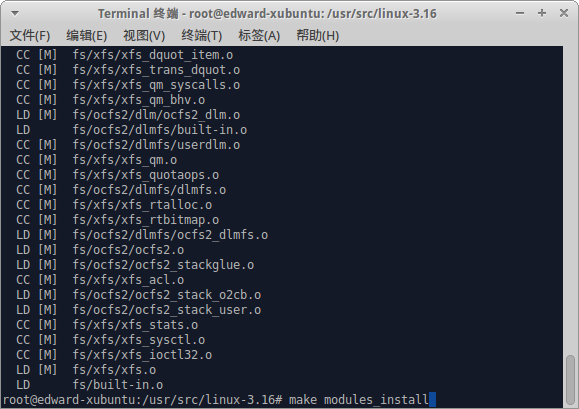 Terminal 终端 - root@edward-xubuntu: /usr/src/linux-3.16
文件(F) 编辑(E) 视图(V) 终端(T) 标签(A) 帮助(H)
CC [M]  fs/xfs/xfs_dquot_item.o
CC [M]  fs/xfs/xfs_trans_dquot.o
CC [M]  fs/xfs/xfs_qm_syscalls.o
CC [M]  fs/xfs/xfs_qm_bhv.o
LD [M]  fs/ocfs2/dlm/ocfs2_dlm.o
LD      fs/ocfs2/dlmfs/built-in.o
CC [M]  fs/ocfs2/dlmfs/userdlm.o
CC [M]  fs/xfs/xfs_qm.o
CC [M]  fs/xfs/xfs_quotaops.o
CC [M]  fs/ocfs2/dlmfs/dlmfs.o
CC [M]  fs/xfs/xfs_rtalloc.o
CC [M]  fs/xfs/xfs_rtbitmap.o
LD [M]  fs/ocfs2/dlmfs/ocfs2_dlmfs.o
LD [M]  fs/ocfs2/ocfs2.o
LD [M]  fs/ocfs2/ocfs2_stackglue.o
CC [M]  fs/xfs/xfs_acl.o
LD [M]  fs/ocfs2/ocfs2_stack_o2cb.o
LD [M]  fs/ocfs2/ocfs2_stack_user.o
CC [M]  fs/xfs/xfs_stats.o
CC [M]  fs/xfs/xfs_sysctl.o
CC [M]  fs/xfs/xfs_ioctl32.o
LD [M]  fs/xfs/xfs.o
LD      fs/built-in.o
root@edward-xubuntu:/usr/src/linux-3.16# make modules_install